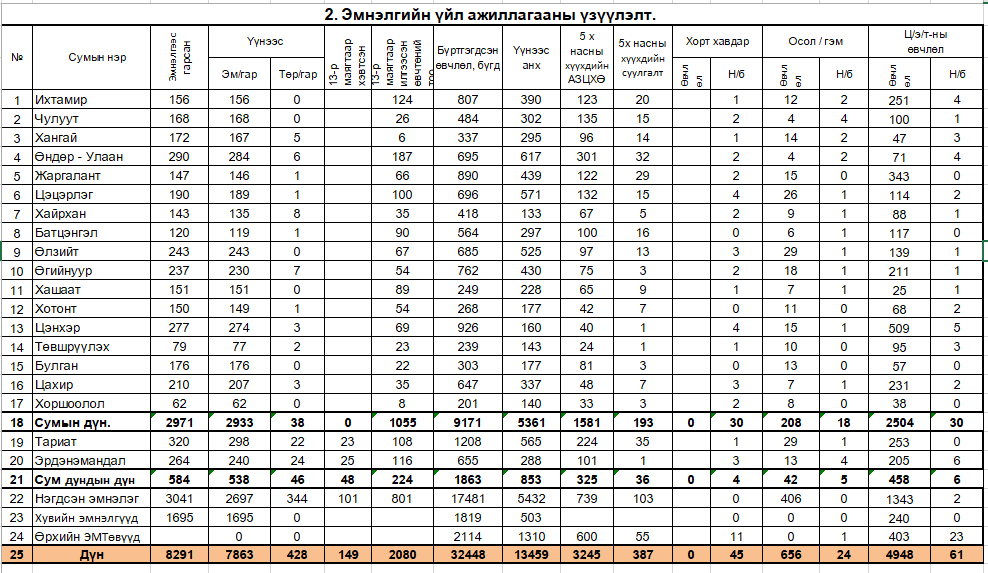 2. Эмнэлгийн үйл ажиллагааны үзүүлэлт.
№ Сумын нэр Эмнэлгээс гарсан Үүнээс 13-р маягтаар хэвтсэн 13-р маягтаар илгээсэн өвчтөний тоо Бүртгэгдсэн өвчлөл, бүгд Үүнээс анх 5 х насны хүүхдийн АЗЦХӨ 5х насны хүүхдийн суулгалт Хорт хавдар Осол / гэм Ц/э/т-ны өвчлөл
Эм/гар Төр/гар Өвчлөл Н/б Өвчлөл Н/б Өвчлөл Н/б
1 Ихтамир 156 156 0 124 807 390 123 20 1 12 2 251 4
2 Чулуут 168 168 0 26 484 302 135 15 2 4 4 100 1
3 Хангай 172 167 5 6 337 295 96 14 1 14 2 47 3
4 Өндөр - Улаан 290 284 6 187 695 617 301 32 2 4 2 71 4
5 Жаргалант 147 146 1 66 890 439 122 29 2 15 0 343 0
6 Цэцэрлэг 190 189 1 100 696 571 132 15 4 26 1 114 2
7 Хайрхан 143 135 8 35 418 133 67 5 2 9 1 88 1
8 Батцэнгэл 120 119 1 90 564 297 100 16 0 6 1 117 0
9 Өлзийт 243 243 0 67 685 525 97 13 3 29 1 139 1
10 Өгийнуур 237 230 7 54 762 430 75 3 2 18 1 211 1
11 Хашаат 151 151 0 89 249 228 65 9 1 7 1 25 1
12 Хотонт 150 149 1 54 268 177 42 7 0 11 0 68 2
13 Цэнхэр 277 274 3 69 926 160 40 1 4 15 1 509 5
14 Төвшрүүлэх 79 77 2 23 239 143 24 1 1 10 0 95 3
15 Булган 176 176 0 22 303 177 81 3 0 13 0 57 0
16 Цахир 210 207 3 35 647 337 48 7 3 7 1 231 2
17 Хоршоолол 62 62 0 8 201 140 33 3 2 8 0 38 0
18 Сумын дүн. 2971 2933 38 0 1055 9171 5361 1581 193 0 30 208 18 2504 30
19 Тариат 320 298 22 23 108 1208 565 224 35 1 29 1 253 0
20 Эрдэнэмандал 264 240 24 25 116 655 288 101 1 3 13 4 205 6
21 Сум дундын дүн 584 538 46 48 224 1863 853 325 36 0 4 42 5 458 6
22 Нэгдсэн эмнэлэг 3041 2697 344 101 801 17481 5432 739 103 0 406 0 1343 2
23 Хувийн эмнэлгүүд 1695 1695 0 1819 503 0 0 0 240 0
24 Өрхийн ЭМТөвүүд 0 0 2114 1310 600 55 11 0 1 403 23
25 Дүн 8291 7863 428 149 2080 32448 13459 3245 387 0 45 656 24 4948 61